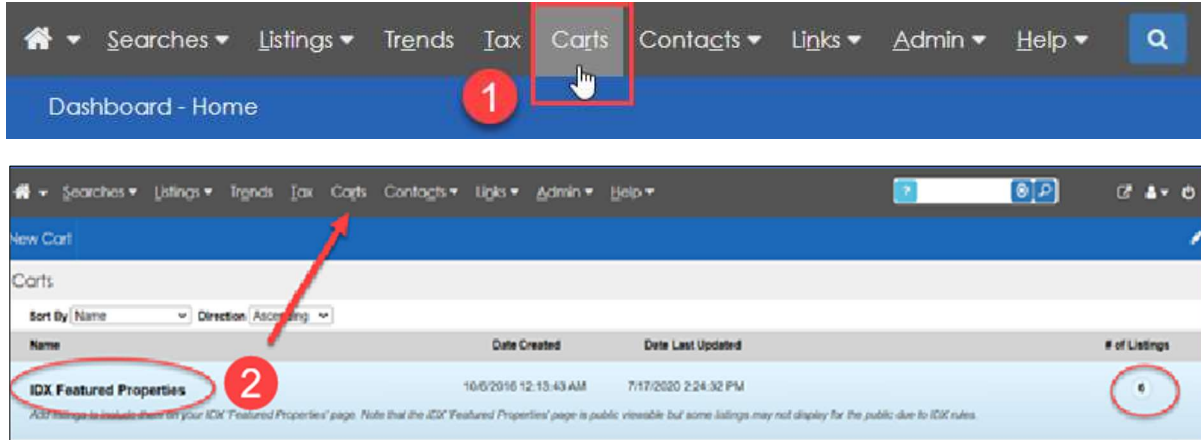 Searches Listings Trends Tax Carts Contacts Links Admin Help
Dashboard - Home
1
Searches Listings Trends Tax Carts Contacts Links Admin Help ?
New Cart
Carts
Sort By Name Direction Ascending
Name Date Created Date Last Updated # of Listings
IDX Featured Properties 2 10/6/2016 12:13:43 AM 7/17/2020 2:24:32 PM 6
Add listings to include them on your IDX 'Featured Properties' page. Note that the IDX 'Featured Properties' page is public viewable but some listings may not display for the public due to IDX rules.